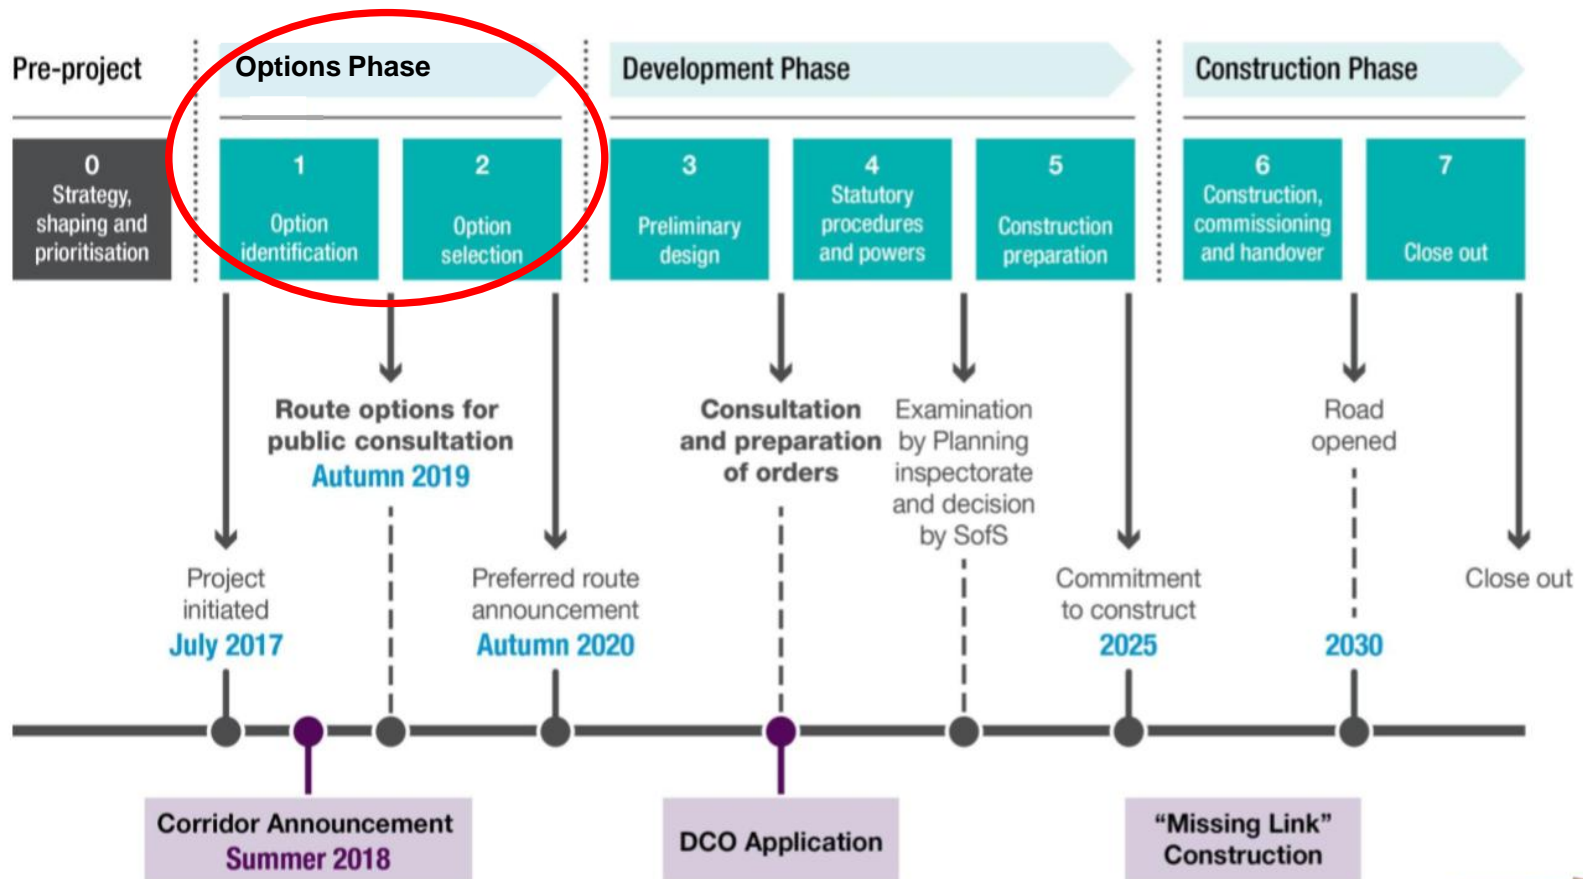 Pre-project
Options Phase
Development Phase
Construction Phase
0
Strategy,
shaping and
prioritisation
1
Option
identification
2
Option
selection
3
Preliminary
design
4
Statutory
procedures
and powers
5
Construction
preparation
6
Construction,
commissioning
and handover
7
Close out
Route options for
public consultation
Autumn 2019
Consultation
and preparation
of orders
Examination
by Planning
inspectorate
and decision
by SofS
Road
opened
Project
initiated
July 2017
Preferred route
announcement
Autumn 2020
Commitment
to construct
2025
2030
Close out
Corridor Announcement
Summer 2018
DCO Application
“Missing Link”
Construction